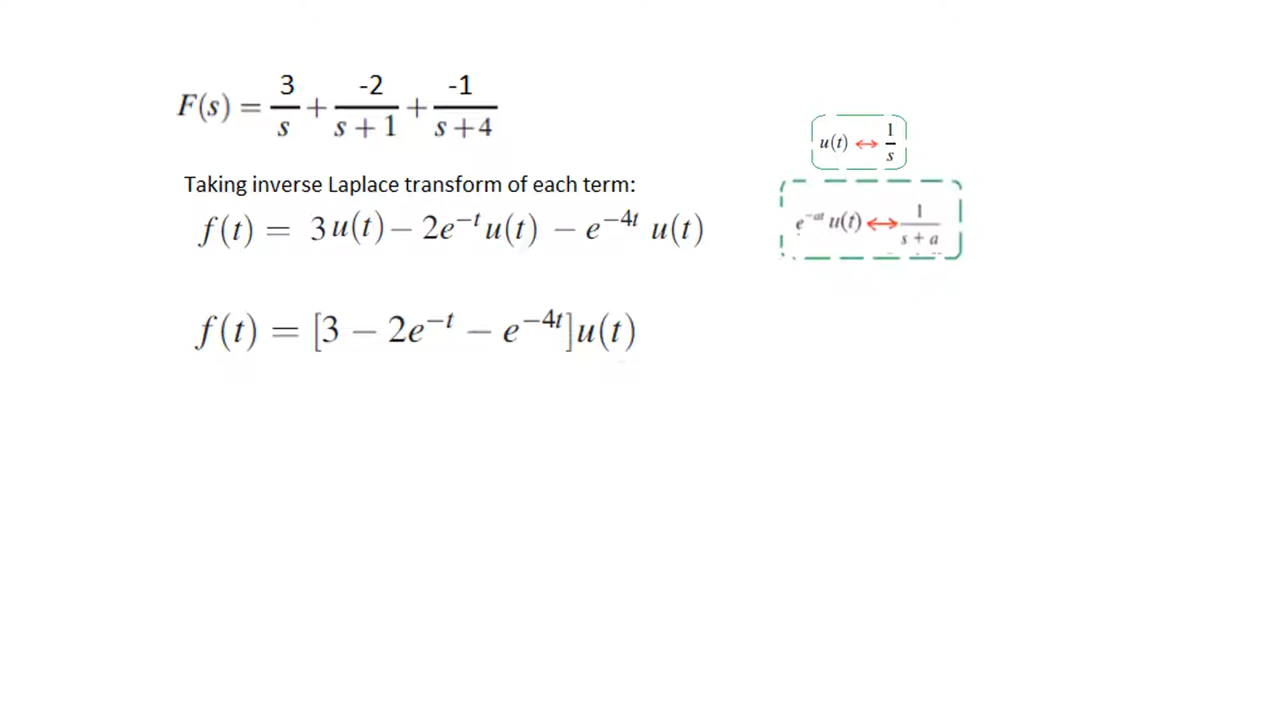 F(s) = 3/s + -2/(s + 1) + -1/(s + 4)
Taking inverse Laplace transform of each term:
f(t) = 3u(t) − 2e^{−t}u(t) − e^{−4t} u(t)
f(t) = [3 − 2e^{−t} − e^{−4t}]u(t)
u(t) ↔ 1/s
e^{−at} u(t) ↔ 1/(s + a)